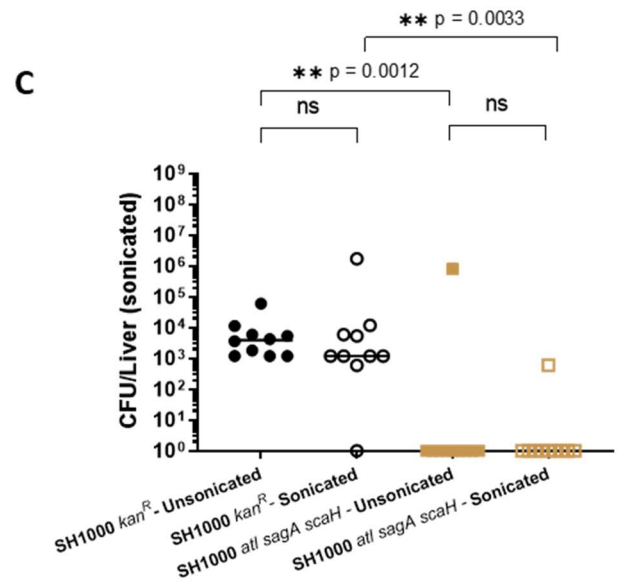 ** p = 0.0033
** p = 0.0012
C
ns
ns
10⁹
10⁸
10⁷
10⁶
10⁵
10⁴
10³
10²
10¹
10⁰
CFU/Liver (sonicated)
SH1000 kanᴿ - Unsonicated
SH1000 kanᴿ - Sonicated
SH1000 atl sagA scaH - Unsonicated
SH1000 atl sagA scaH - Sonicated